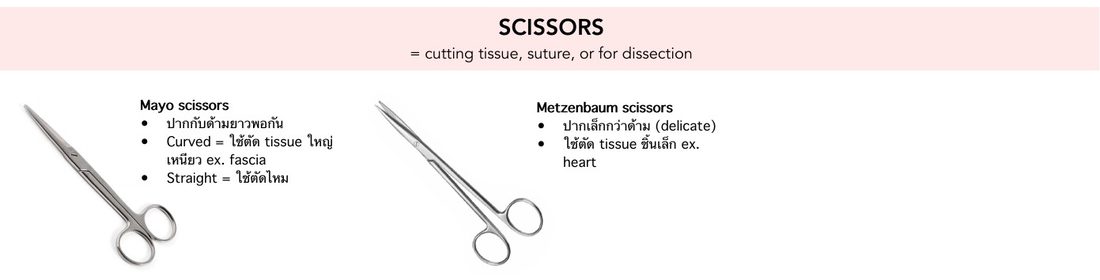 SCISSORS
= cutting tissue, suture, or for dissection
Mayo scissors
• ปากกับด้ามยาวพอกัน
• Curved = ใช้ตัด tissue ใหญ่
เหนียว ex. fascia
• Straight = ใช้ตัดไหม
Metzenbaum scissors
• ปากเล็กกว่าด้าม (delicate)
• ใช้ตัด tissue ชิ้นเล็ก ex.
heart